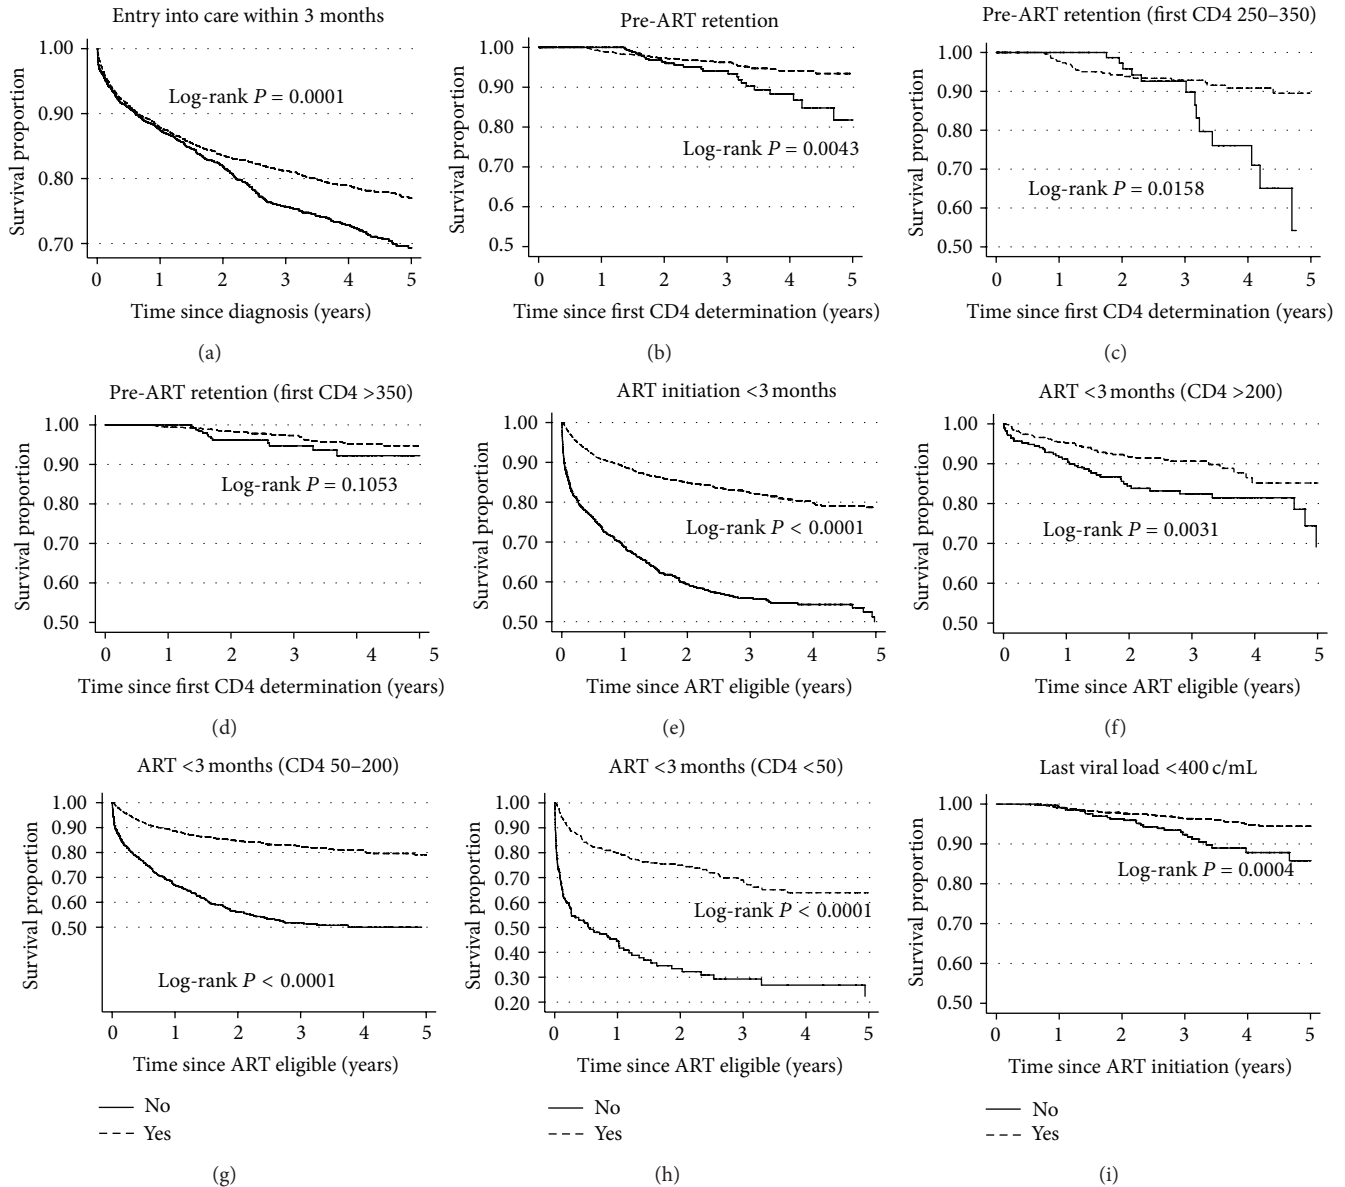 Entry into care within 3 months
Survival proportion
1.00
0.90
0.80
0.70
Log-rank P = 0.0001
0 1 2 3 4 5
Time since diagnosis (years)
(a)
Pre-ART retention
Survival proportion
1.00
0.90
0.80
0.70
0.6
0.5
Log-rank P = 0.0043
0 1 2 3 4 5
Time since first CD4 determination (years)
(b)
Pre-ART retention (first CD4 250–350)
Survival proportion
1.00
0.90
0.80
0.70
0.60
0.50
Log-rank P = 0.0158
0 1 2 3 4 5
Time since first CD4 determination (years)
(c)
Pre-ART retention (first CD4 >350)
Survival proportion
1.00
0.90
0.80
0.70
0.60
0.50
Log-rank P = 0.1053
0 1 2 3 4 5
Time since first CD4 determination (years)
(d)
ART initiation <3 months
Survival proportion
1.00
0.90
0.80
0.70
0.60
0.50
Log-rank P < 0.0001
0 1 2 3 4 5
Time since ART eligible (years)
(e)
ART <3 months (CD4 >200)
Survival proportion
1.00
0.90
0.80
0.70
0.60
0.50
Log-rank P = 0.0031
0 1 2 3 4 5
Time since ART eligible (years)
(f)
ART <3 months (CD4 50–200)
Survival proportion
1.00
0.90
0.80
0.70
0.60
0.50
Log-rank P < 0.0001
0 1 2 3 4 5
Time since ART eligible (years)
No
Yes
(g)
ART <3 months (CD4 <50)
Survival proportion
1.00
0.90
0.80
0.70
0.60
0.50
0.40
0.30
0.20
Log-rank P < 0.0001
0 1 2 3 4 5
Time since ART eligible (years)
No
Yes
(h)
Last viral load <400 c/mL
Survival proportion
1.00
0.90
0.80
0.70
0.60
0.50
Log-rank P = 0.0004
0 1 2 3 4 5
Time since ART initiation (years)
No
Yes
(i)